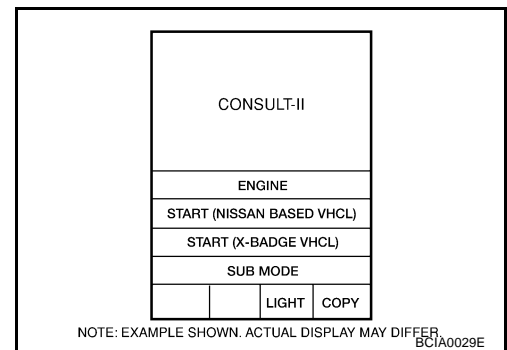 CONSULT-II
ENGINE
START (NISSAN BASED VHCL)
START (X-BADGE VHCL)
SUB MODE
LIGHT COPY
NOTE: EXAMPLE SHOWN. ACTUAL DISPLAY MAY DIFFER.
BCIA0029E